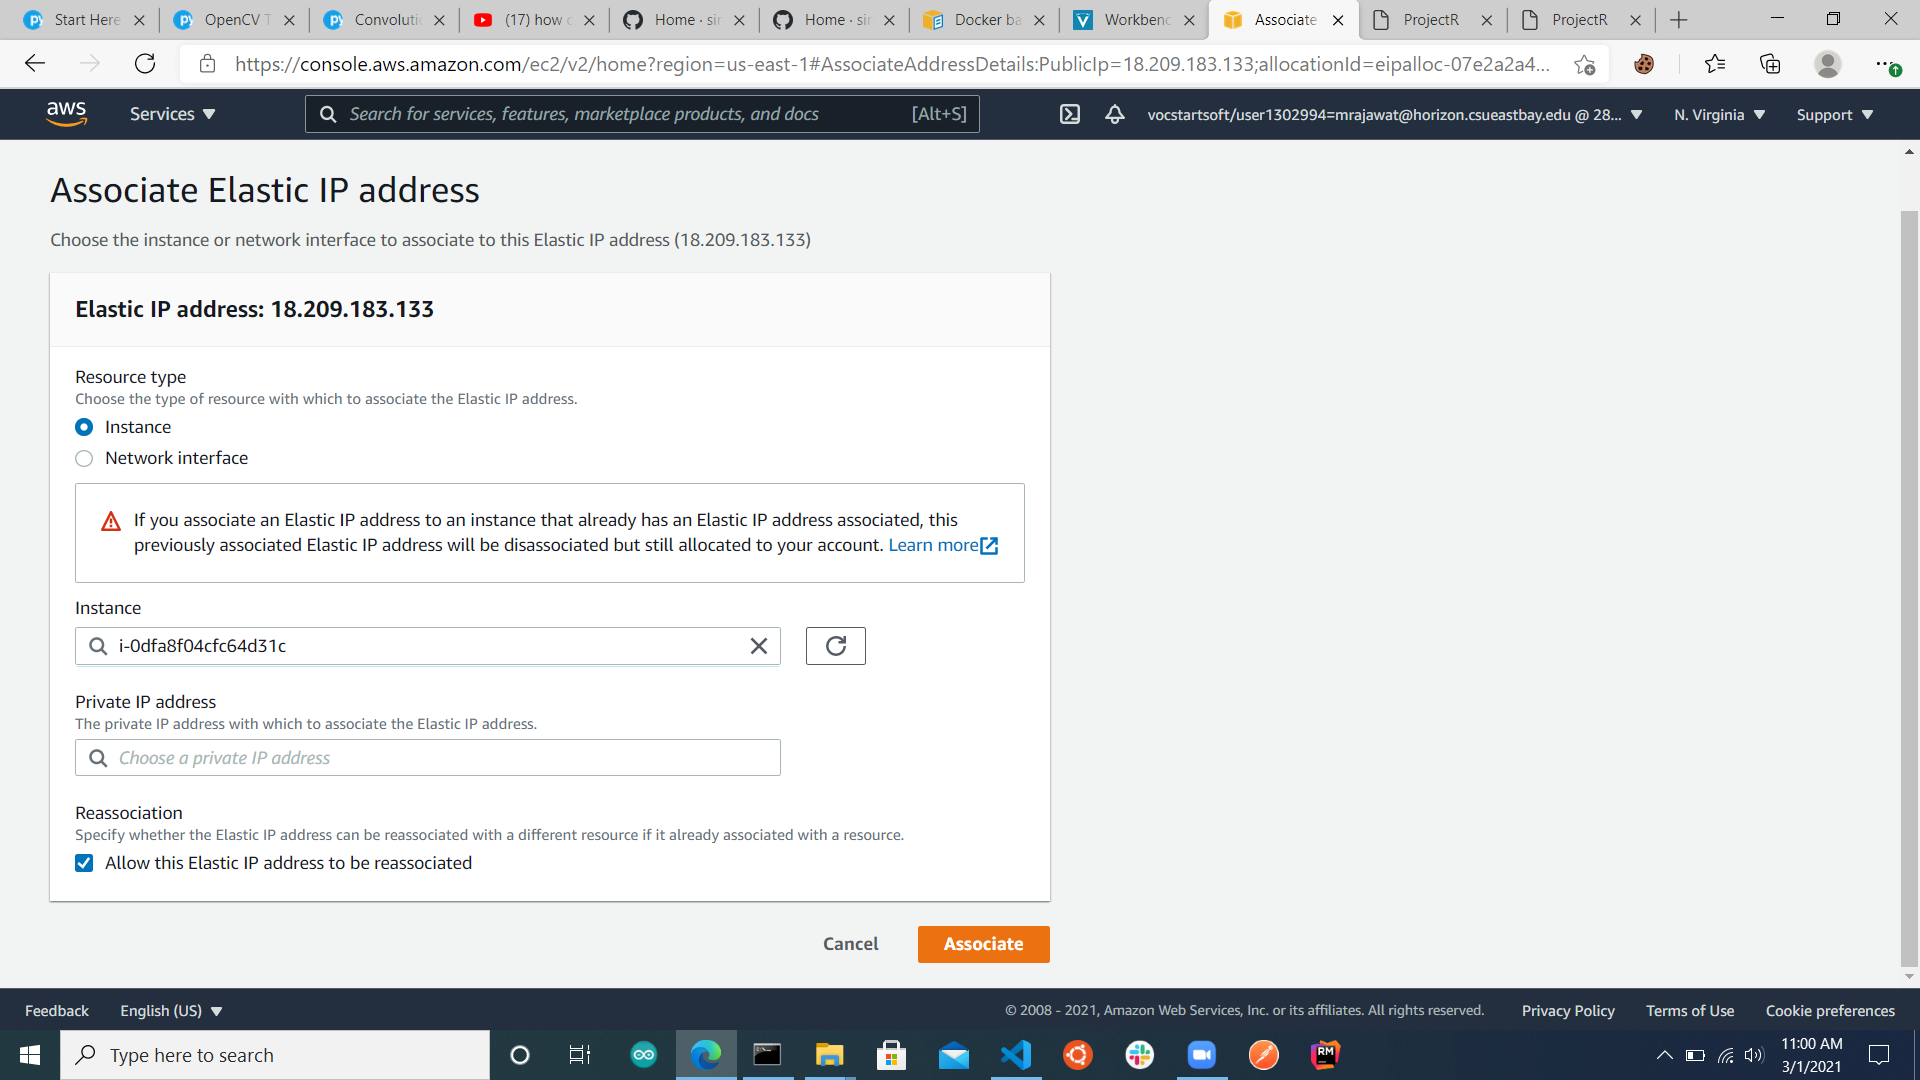 Start Here
OpenCV T
Convolutio
(17) how c
Home · sir
Home · sir
Docker ba
Workbenc
Associate
ProjectR
ProjectR
https://console.aws.amazon.com/ec2/v2/home?region=us-east-1#AssociateAddressDetails:PublicIp=18.209.183.133;allocationId=eipalloc-07e2a2a4...
aws
Services
Search for services, features, marketplace products, and docs
[Alt+S]
vocstartsoft/user1302994=mrajawat@horizon.csueastbay.edu @ 28...
N. Virginia
Support
Associate Elastic IP address
Choose the instance or network interface to associate to this Elastic IP address (18.209.183.133)
Elastic IP address: 18.209.183.133
Resource type
Choose the type of resource with which to associate the Elastic IP address.
Instance
Network interface
If you associate an Elastic IP address to an instance that already has an Elastic IP address associated, this
previously associated Elastic IP address will be disassociated but still allocated to your account. Learn more
Instance
i-0dfa8f04cfc64d31c
Private IP address
The private IP address with which to associate the Elastic IP address.
Choose a private IP address
Reassociation
Specify whether the Elastic IP address can be reassociated with a different resource if it already associated with a resource.
Allow this Elastic IP address to be reassociated
Cancel
Associate
Feedback
English (US)
© 2008 - 2021, Amazon Web Services, Inc. or its affiliates. All rights reserved.
Privacy Policy
Terms of Use
Cookie preferences
Type here to search
RM
11:00 AM
3/1/2021